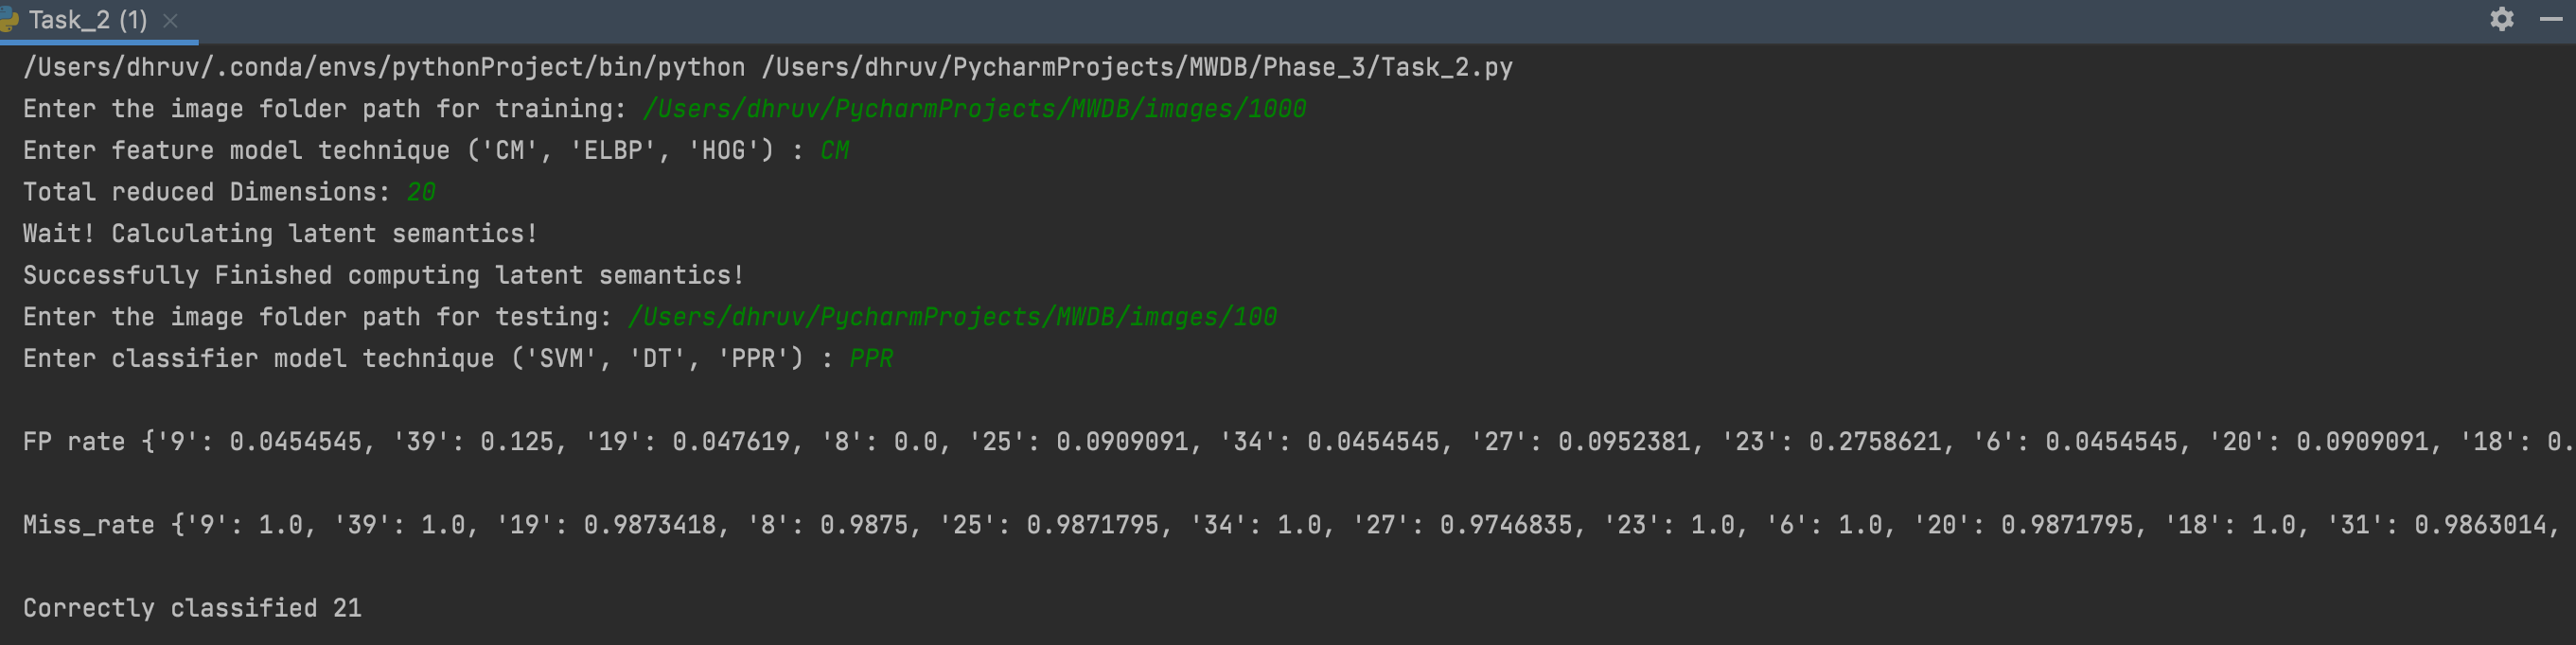 Task_2 (1)
/Users/dhruv/.conda/envs/pythonProject/bin/python /Users/dhruv/PycharmProjects/MWDB/Phase_3/Task_2.py
Enter the image folder path for training: /Users/dhruv/PycharmProjects/MWDB/images/1000
Enter feature model technique ('CM', 'ELBP', 'HOG') : CM
Total reduced Dimensions: 20
Wait! Calculating latent semantics!
Successfully Finished computing latent semantics!
Enter the image folder path for testing: /Users/dhruv/PycharmProjects/MWDB/images/100
Enter classifier model technique ('SVM', 'DT', 'PPR') : PPR
FP rate {'9': 0.0454545, '39': 0.125, '19': 0.047619, '8': 0.0, '25': 0.0909091, '34': 0.0454545, '27': 0.0952381, '23': 0.2758621, '6': 0.0454545, '20': 0.0909091, '18': 0.
Miss_rate {'9': 1.0, '39': 1.0, '19': 0.9873418, '8': 0.9875, '25': 0.9871795, '34': 1.0, '27': 0.9746835, '23': 1.0, '6': 1.0, '20': 0.9871795, '18': 1.0, '31': 0.9863014,
Correctly classified 21